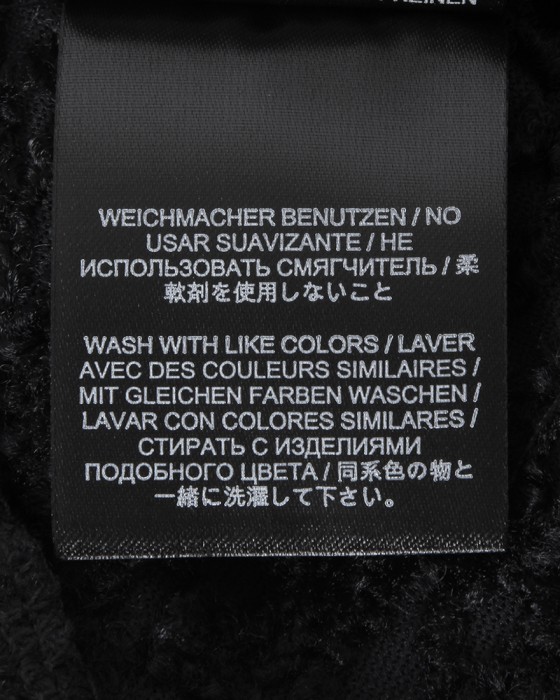 WEICHMACHER BENUTZEN / NO
USAR SUAVIZANTE / НЕ
ИСПОЛЬЗОВАТЬ СМЯГЧИТЕЛЬ / 柔
軟剤を使用しないこと
WASH WITH LIKE COLORS / LAVER
AVEC DES COULEURS SIMILAIRES /
MIT GLEICHEN FARBEN WASCHEN /
LAVAR CON COLORES SIMILARES /
СТИРАТЬ С ИЗДЕЛИЯМИ
ПОДОБНОГО ЦВЕТА / 同系色の物と
一緒に洗濯して下さい。